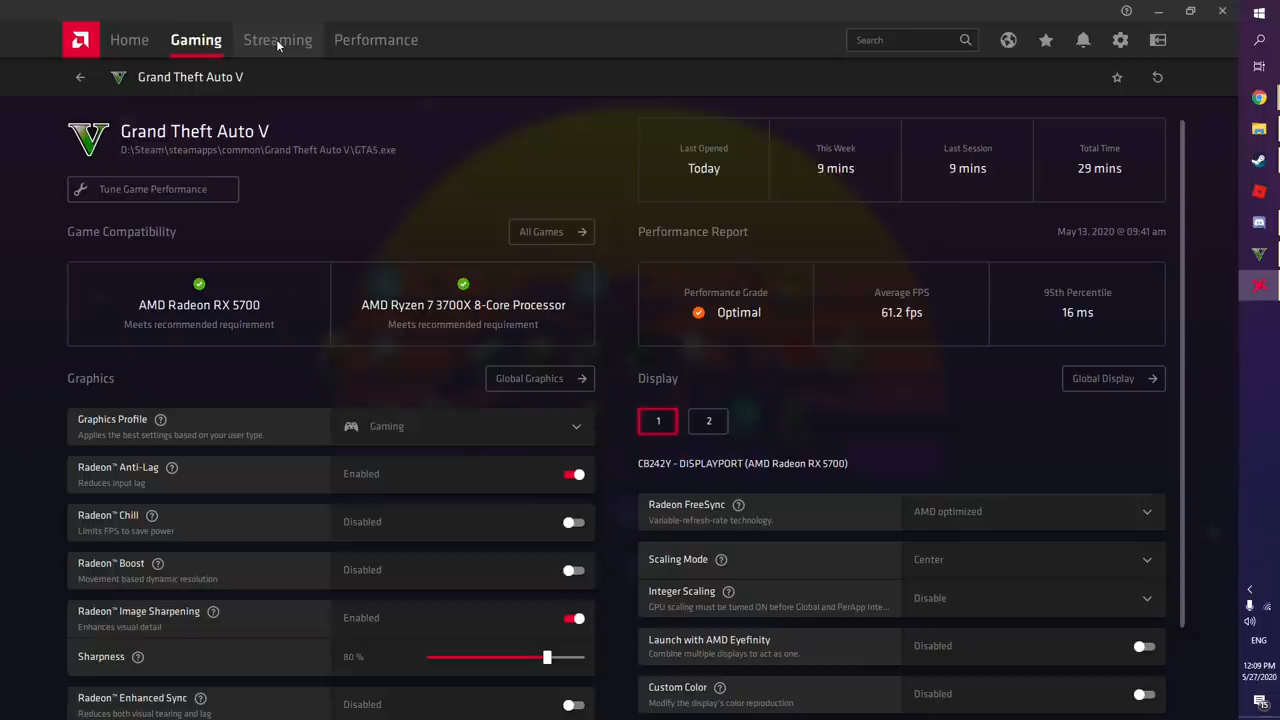 Home
Gaming
Streaming
Performance
Search
Grand Theft Auto V
Grand Theft Auto V
D:\Steam\steamapps\common\Grand Theft Auto V\GTA5.exe
Tune Game Performance
Last Opened
Today
This Week
9 mins
Last Session
9 mins
Total Time
29 mins
Game Compatibility
All Games
AMD Radeon RX 5700
Meets recommended requirement
AMD Ryzen 7 3700X 8-Core Processor
Meets recommended requirement
Performance Report
May 13, 2020 @ 09:41 am
Performance Grade
Optimal
Average FPS
61.2 fps
95th Percentile
16 ms
Graphics
Global Graphics
Graphics Profile
Applies the best settings based on your user type.
Gaming
Radeon™ Anti-Lag
Reduces input lag
Enabled
Radeon™ Chill
Limits FPS to save power
Disabled
Radeon™ Boost
Movement based dynamic resolution
Disabled
Radeon™ Image Sharpening
Enhances visual detail
Enabled
Sharpness
80 %
Radeon™ Enhanced Sync
Reduces both visual tearing and lag
Disabled
Display
Global Display
1
2
CB242Y - DISPLAYPORT (AMD Radeon RX 5700)
Radeon FreeSync
Variable-refresh-rate technology.
AMD optimized
Scaling Mode
Center
Integer Scaling
GPU scaling must be turned ON before Global and PerApp Inte...
Disable
Launch with AMD Eyefinity
Combine multiple displays to act as one.
Disabled
Custom Color
Modify the display's color reproduction
Disabled
ENG
12:09 PM
5/27/2020
15